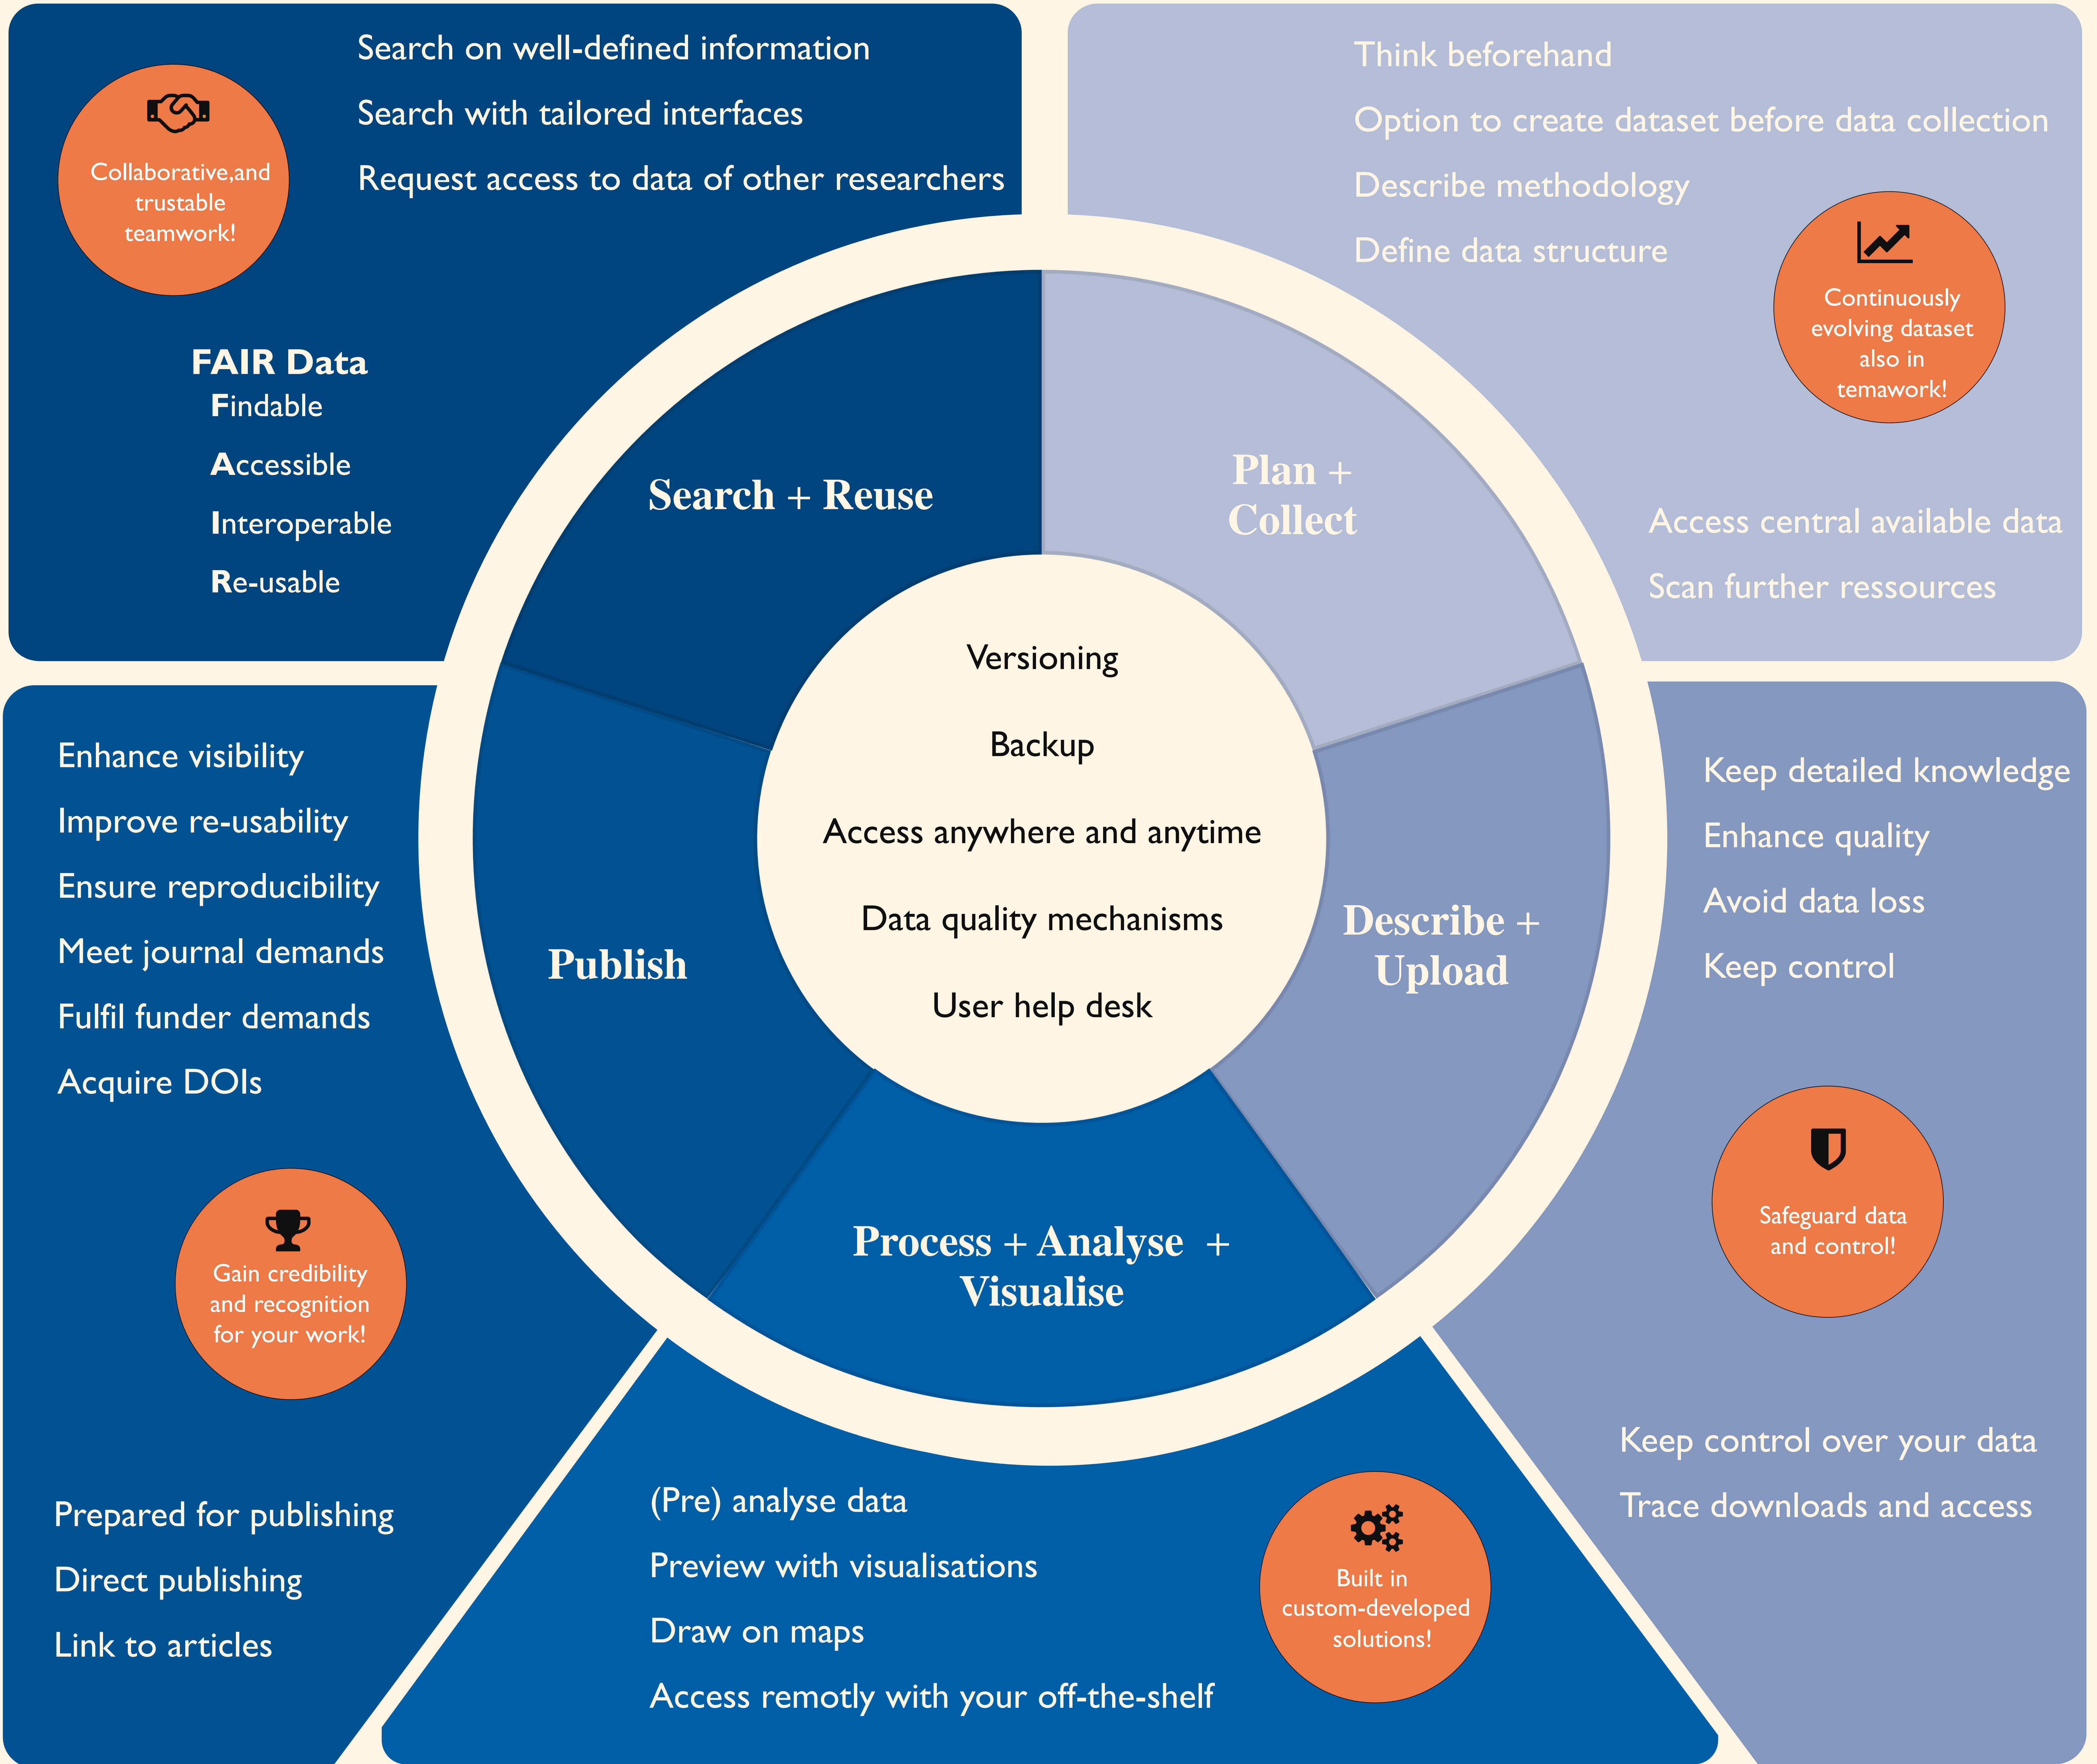 Search on well-defined information
Search with tailored interfaces
Request access to data of other researchers
Collaborative,and
trustable
teamwork!
FAIR Data
Findable
Accessible
Interoperable
Re-usable
Think beforehand
Option to create dataset before data collection
Describe methodology
Define data structure
Continuously
evolving dataset
also in
temawork!
Access central available data
Scan further ressources
Search + Reuse
Plan +
Collect
Describe +
Upload
Process + Analyse +
Visualise
Publish
Versioning
Backup
Access anywhere and anytime
Data quality mechanisms
User help desk
Keep detailed knowledge
Enhance quality
Avoid data loss
Keep control
Safeguard data
and control!
Keep control over your data
Trace downloads and access
(Pre) analyse data
Preview with visualisations
Draw on maps
Access remotly with your off-the-shelf
Built in
custom-developed
solutions!
Enhance visibility
Improve re-usability
Ensure reproducibility
Meet journal demands
Fulfil funder demands
Acquire DOIs
Gain credibility
and recognition
for your work!
Prepared for publishing
Direct publishing
Link to articles